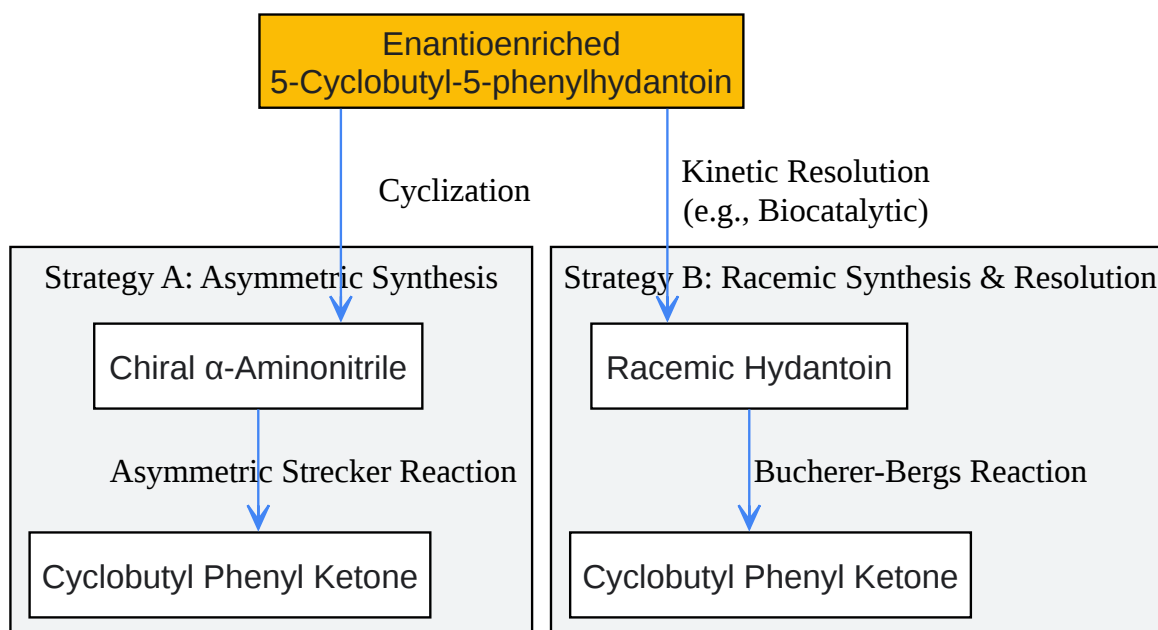 Enantioenriched
5-Cyclobutyl-5-phenylhydantoin
Cyclization
Kinetic Resolution
(e.g., Biocatalytic)
Strategy A: Asymmetric Synthesis
Strategy B: Racemic Synthesis & Resolution
Chiral α-Aminonitrile
Racemic Hydantoin
Asymmetric Strecker Reaction
Bucherer-Bergs Reaction
Cyclobutyl Phenyl Ketone
Cyclobutyl Phenyl Ketone